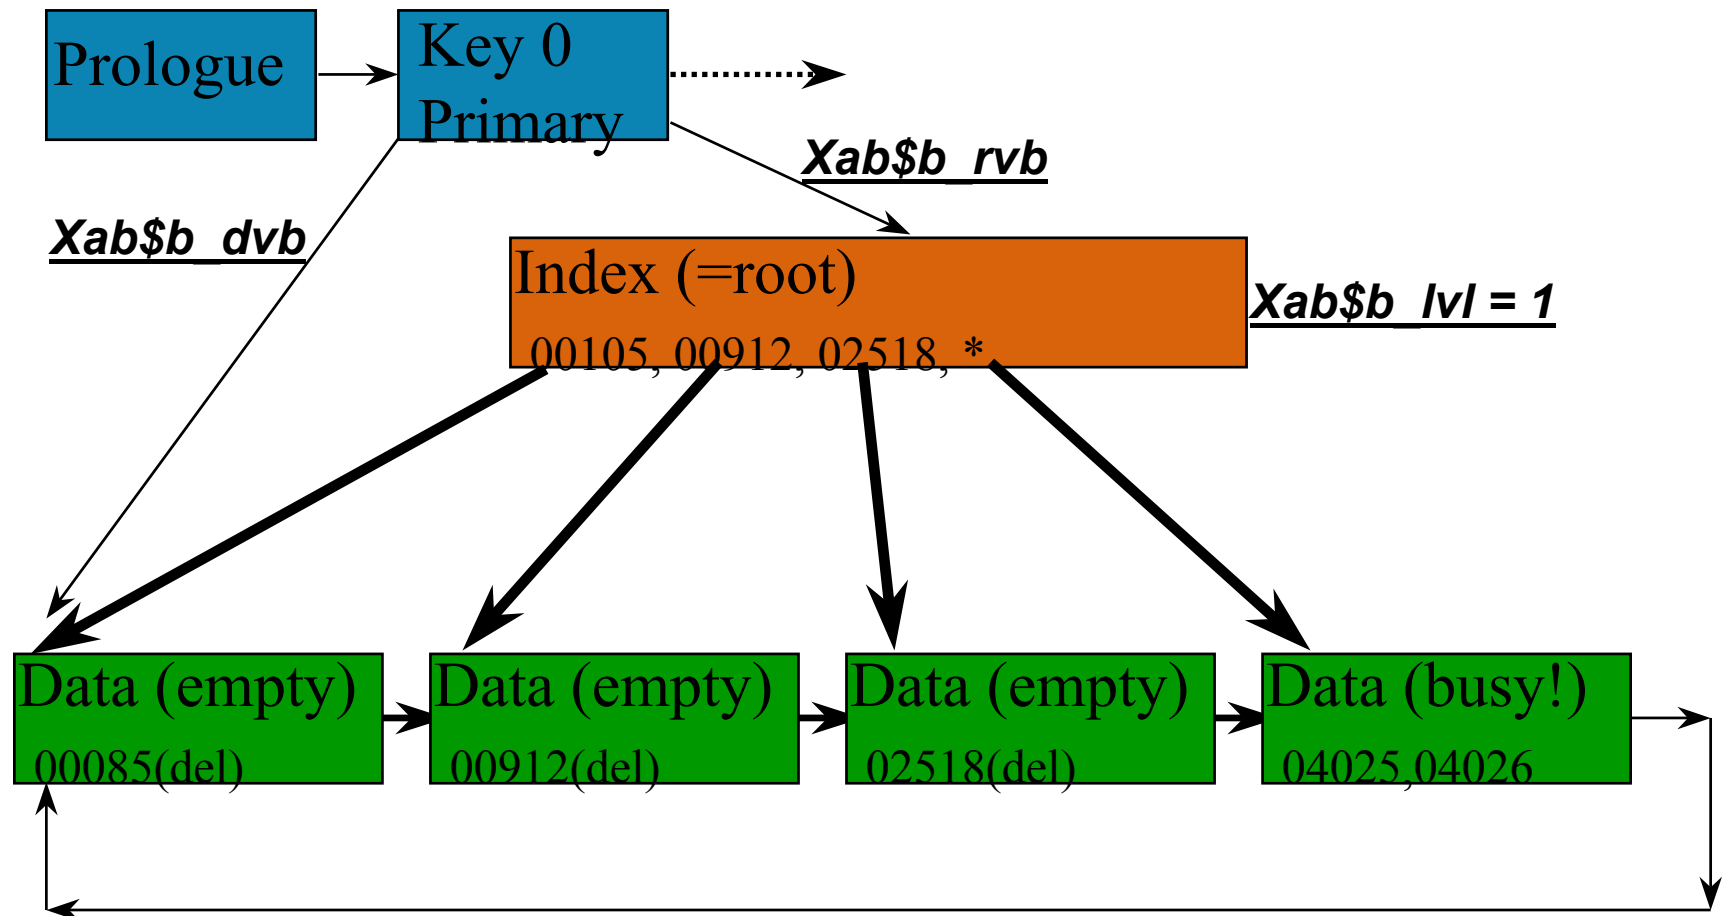 Prologue
Key 0
Primary
Xab$b_rvb
Xab$b_dvb
Index (=root)
00105, 00912, 02518, *
Xab$b_lvl = 1
Data (empty)
00085(del)
Data (empty)
00912(del)
Data (empty)
02518(del)
Data (busy!)
04025,04026